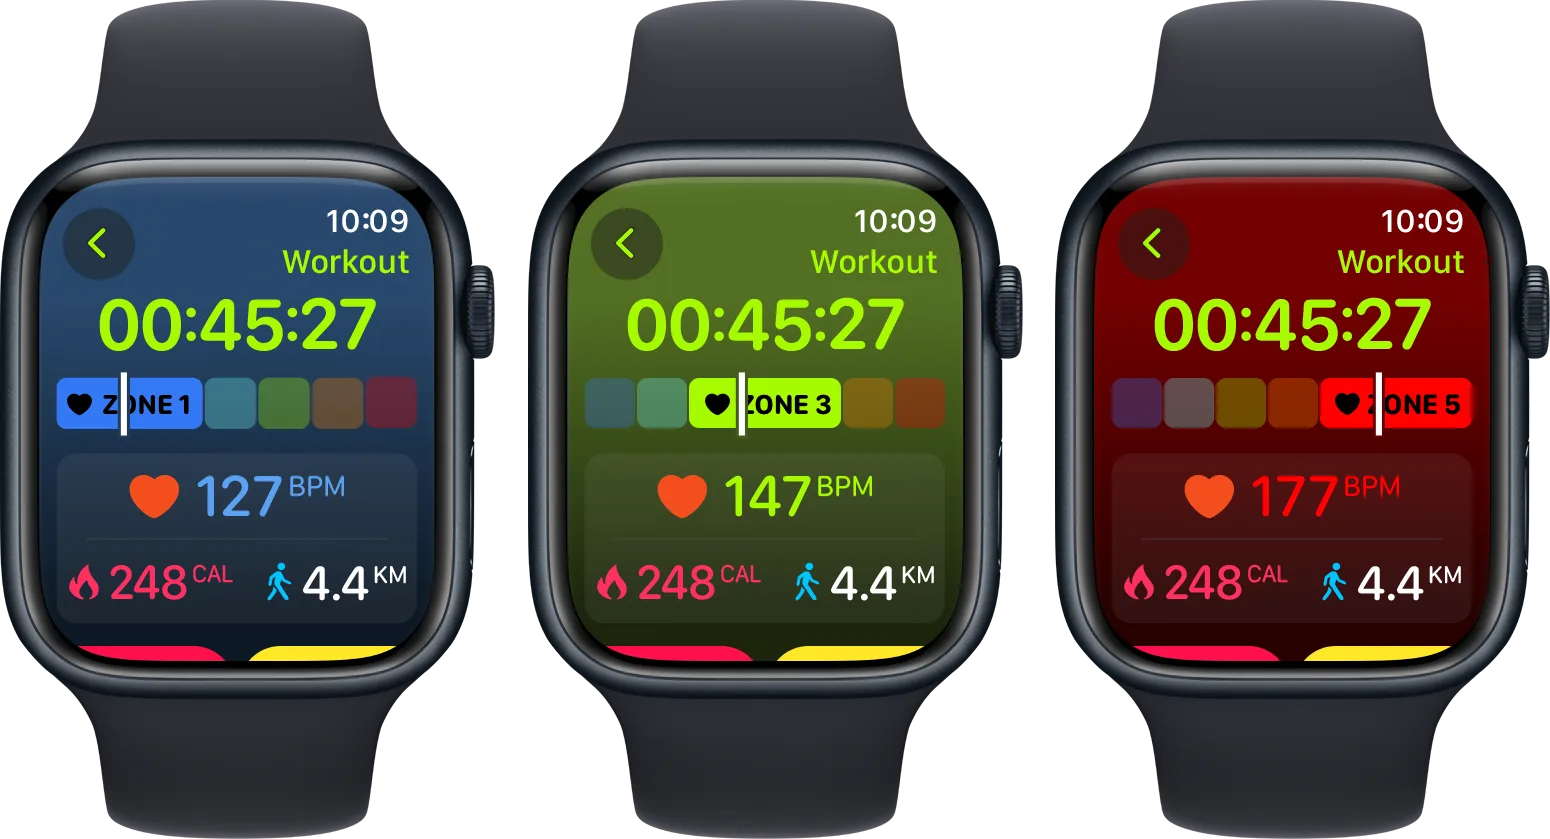 10:09
Workout
00:45:27
ZONE 1
127 BPM
248 CAL 4.4 KM
10:09
Workout
00:45:27
ZONE 3
147 BPM
248 CAL 4.4 KM
10:09
Workout
00:45:27
ZONE 5
177 BPM
248 CAL 4.4 KM